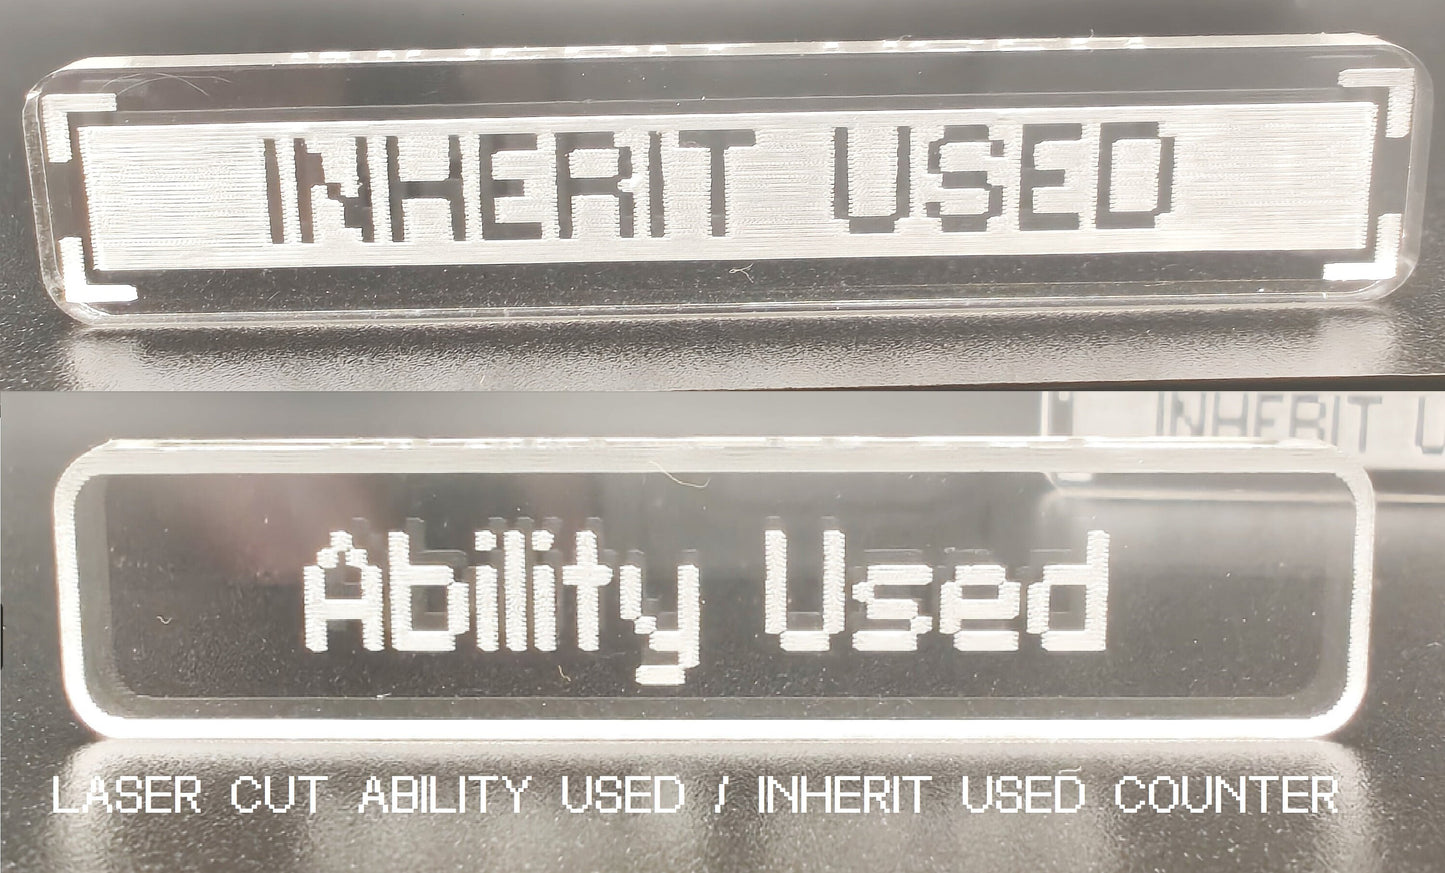 INHERIT USED
INHERIT U
Ability Used
LASER CUT ABILITY USED / INHERIT USED COUNTER